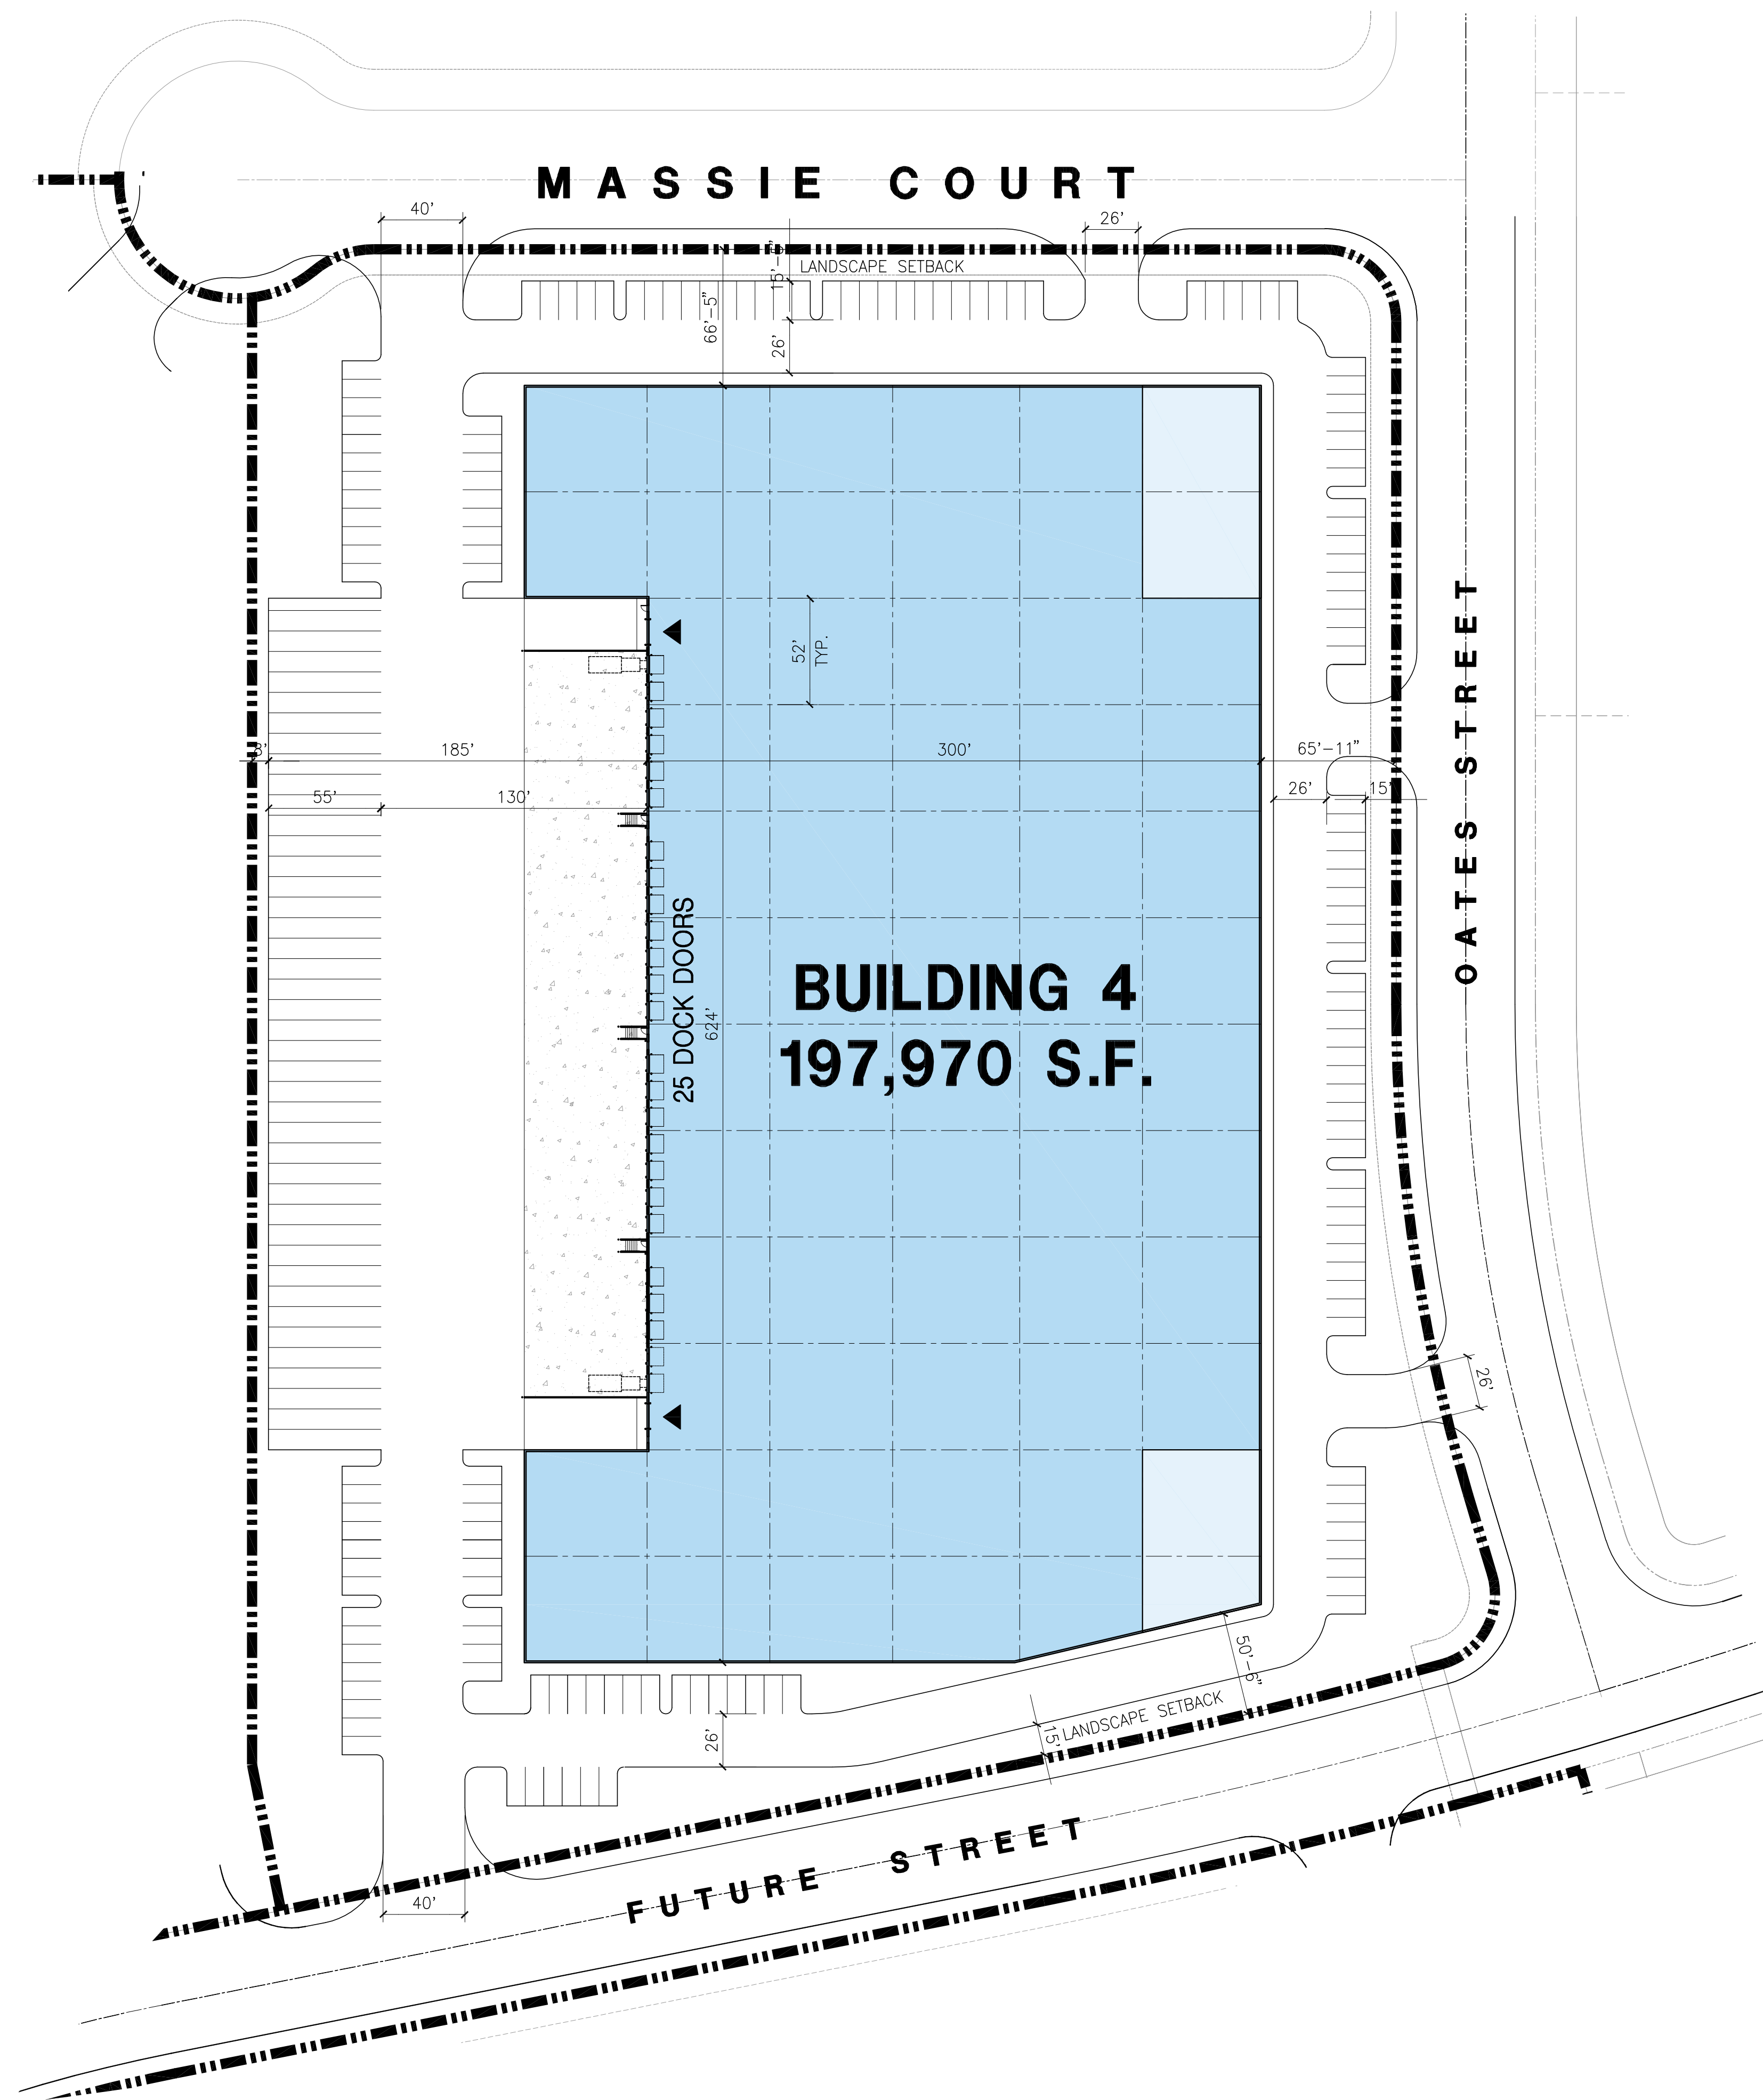 MASSIE COURT
40'
26'
15'-6"
LANDSCAPE SETBACK
66'-5"
26'
52'
TYP.
8'
185'
300'
65'-11"
55'
130'
26'
15'
OATES STREET
25 DOCK DOORS
624'
BUILDING 4
197,970 S.F.
26'
50'-6"
LANDSCAPE SETBACK
15'
26'
FUTURE STREET
40'